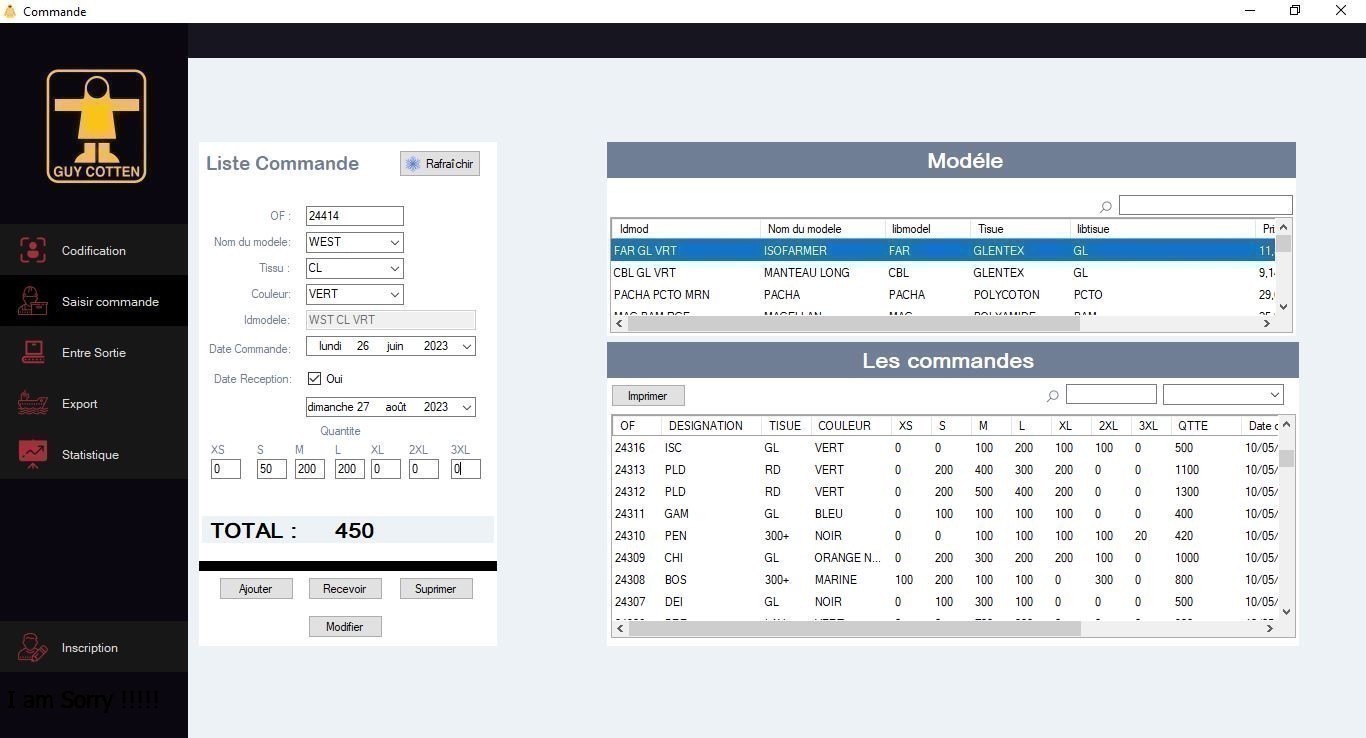 Commande
GUY COTTEN
Codification
Saisir commande
Entre Sortie
Export
Statistique
Inscription
I am Sorry !!!!!
Liste Commande
Rafraîchir
OF : 24414
Nom du modele: WEST
Tissu : CL
Couleur: VERT
Idmodele: WST CL VRT
Date Commande: lundi 26 juin 2023
Date Reception: Oui
dimanche 27 août 2023
Quantite
XS S M L XL 2XL 3XL
0 50 200 200 0 0 0
TOTAL : 450
Ajouter Recevoir Suprimer
Modifier
Modéle
Idmod Nom du modele libmodel Tisue libtisue Pri
FAR GL VRT ISOFARMER FAR GLENTEX GL 11,
CBL GL VRT MANTEAU LONG CBL GLENTEX GL 9,1
PACHA PCTO MRN PACHA PACHA POLYCOTON PCTO 29,
Les commandes
Imprimer
OF DESIGNATION TISUE COULEUR XS S M L XL 2XL 3XL QTTE Date
24316 ISC GL VERT 0 0 100 200 100 100 0 500 10/05/
24313 PLD RD VERT 0 200 400 300 200 0 0 1100 10/05/
24312 PLD RD VERT 0 200 500 400 200 0 0 1300 10/05/
24311 GAM GL BLEU 0 100 100 100 100 0 0 400 10/05/
24310 PEN 300+ NOIR 0 0 100 100 100 100 20 420 10/05/
24309 CHI GL ORANGE N... 0 200 300 200 200 100 0 1000 10/05/
24308 BOS 300+ MARINE 100 200 100 100 0 300 0 800 10/05/
24307 DEI GL NOIR 0 100 300 100 0 0 0 500 10/05/